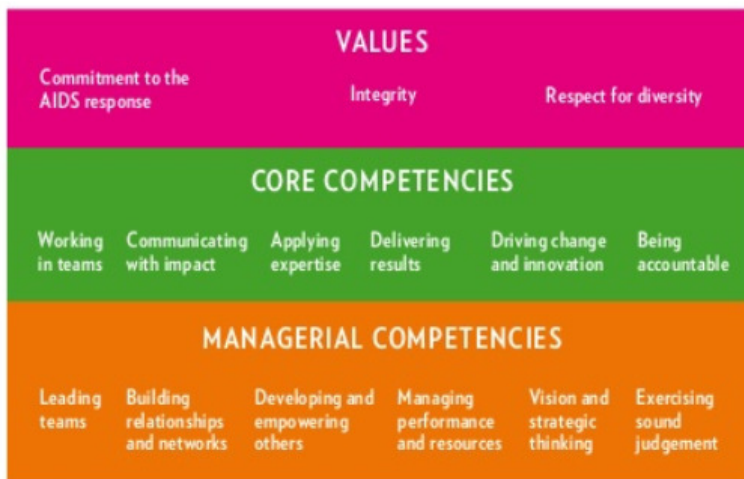 VALUES
Commitment to the
AIDS response
Integrity
Respect for diversity
CORE COMPETENCIES
Working
in teams
Communicating
with impact
Applying
expertise
Delivering
results
Driving change
and innovation
Being
accountable
MANAGERIAL COMPETENCIES
Leading
teams
Building
relationships
and networks
Developing and
empowering
others
Managing
performance
and resources
Vision and
strategic
thinking
Exercising
sound
judgement